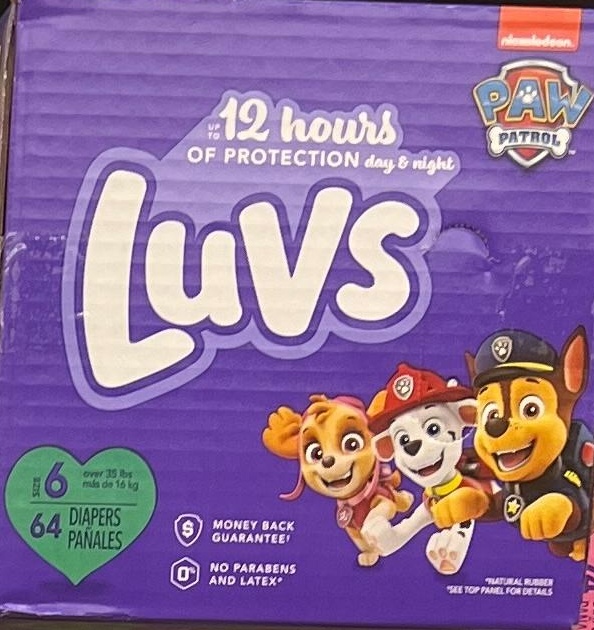 nickelodeon
PAW
PATROL
UP TO 12 hours
OF PROTECTION day & night
Luvs
SIZE 6
over 35 lbs
más de 16 kg
64 DIAPERS
PAÑALES
$ MONEY BACK
GUARANTEE†
0% NO PARABENS
AND LATEX*
*NATURAL RUBBER
†SEE TOP PANEL FOR DETAILS